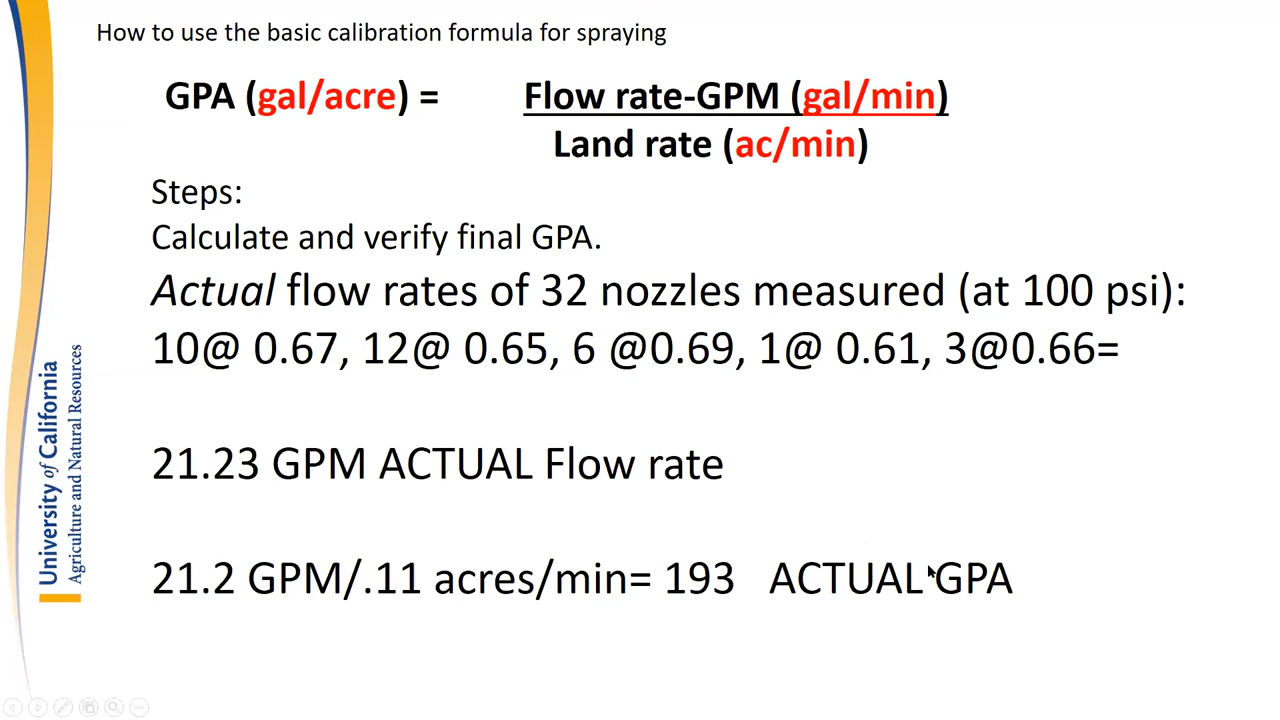 How to use the basic calibration formula for spraying
GPA (gal/acre) = Flow rate-GPM (gal/min)
Land rate (ac/min)
Steps:
Calculate and verify final GPA.
Actual flow rates of 32 nozzles measured (at 100 psi):
10@ 0.67, 12@ 0.65, 6 @0.69, 1@ 0.61, 3@0.66=
21.23 GPM ACTUAL Flow rate
21.2 GPM/.11 acres/min= 193 ACTUAL GPA
University of California
Agriculture and Natural Resources